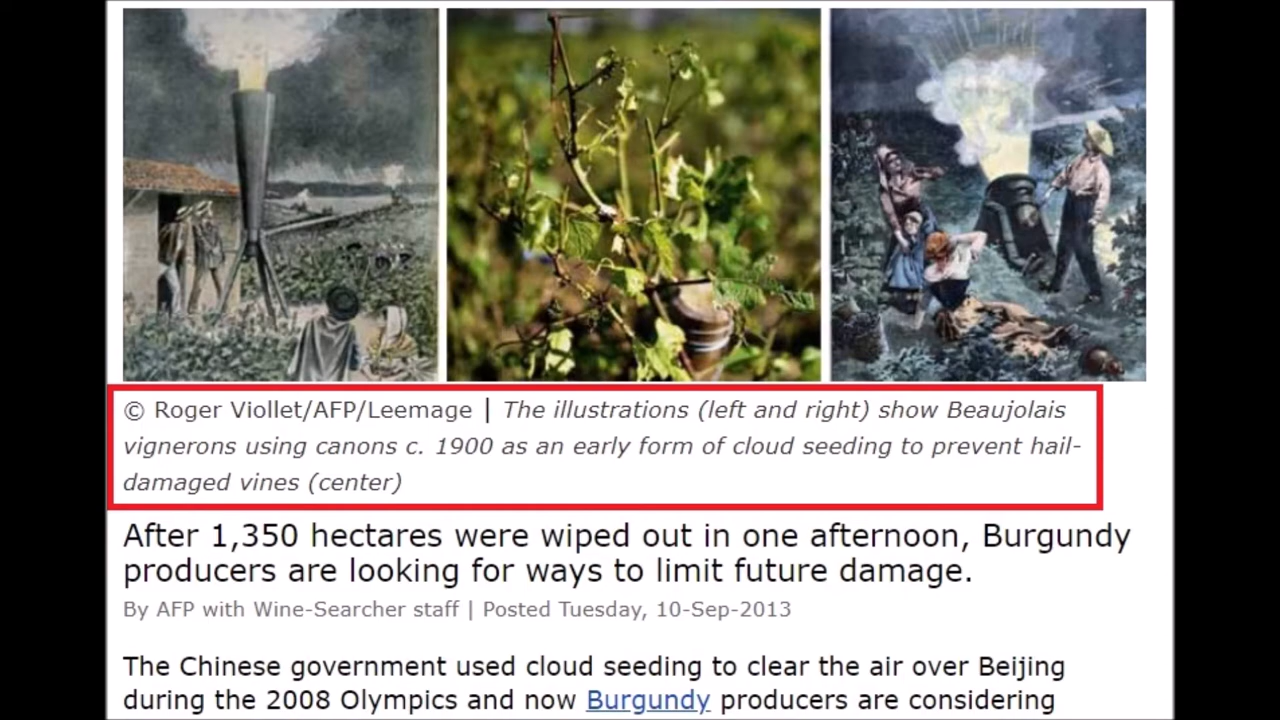 © Roger Viollet/AFP/Leemage | The illustrations (left and right) show Beaujolais
vignerons using canons c. 1900 as an early form of cloud seeding to prevent hail-
damaged vines (center)
After 1,350 hectares were wiped out in one afternoon, Burgundy
producers are looking for ways to limit future damage.
By AFP with Wine-Searcher staff | Posted Tuesday, 10-Sep-2013
The Chinese government used cloud seeding to clear the air over Beijing
during the 2008 Olympics and now Burgundy producers are considering